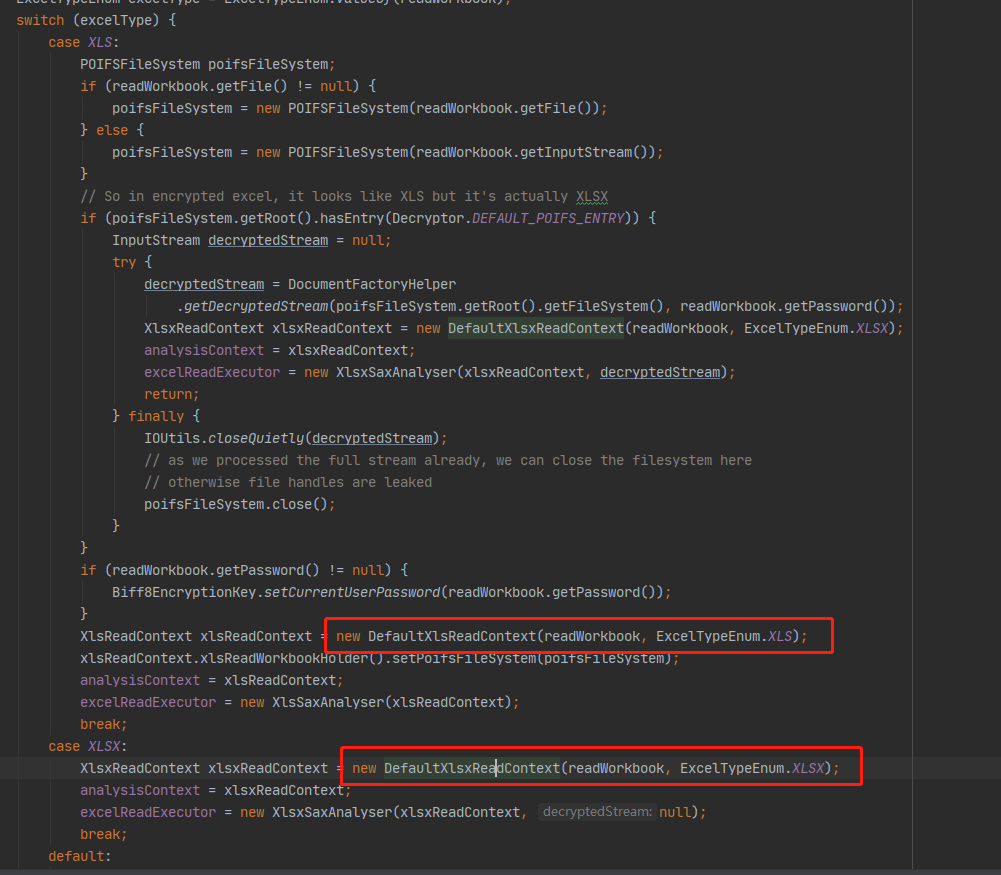 ExcelTypeEnum excelType = ExcelTypeEnum.valueOf(readWorkbook);
switch (excelType) {
case XLS:
POIFSFileSystem poifsFileSystem;
if (readWorkbook.getFile() != null) {
poifsFileSystem = new POIFSFileSystem(readWorkbook.getFile());
} else {
poifsFileSystem = new POIFSFileSystem(readWorkbook.getInputStream());
}
// So in encrypted excel, it looks like XLS but it's actually XLSX
if (poifsFileSystem.getRoot().hasEntry(Decryptor.DEFAULT_POIFS_ENTRY)) {
InputStream decryptedStream = null;
try {
decryptedStream = DocumentFactoryHelper
.getDecryptedStream(poifsFileSystem.getRoot().getFileSystem(), readWorkbook.getPassword());
XlsxReadContext xlsxReadContext = new DefaultXlsxReadContext(readWorkbook, ExcelTypeEnum.XLSX);
analysisContext = xlsxReadContext;
excelReadExecutor = new XlsxSaxAnalyser(xlsxReadContext, decryptedStream);
return;
} finally {
IOUtils.closeQuietly(decryptedStream);
// as we processed the full stream already, we can close the filesystem here
// otherwise file handles are leaked
poifsFileSystem.close();
}
}
if (readWorkbook.getPassword() != null) {
Biff8EncryptionKey.setCurrentUserPassword(readWorkbook.getPassword());
}
XlsReadContext xlsReadContext = new DefaultXlsReadContext(readWorkbook, ExcelTypeEnum.XLS);
xlsReadContext.xlsReadWorkbookHolder().setPoifsFileSystem(poifsFileSystem);
analysisContext = xlsReadContext;
excelReadExecutor = new XlsSaxAnalyser(xlsReadContext);
break;
case XLSX:
XlsxReadContext xlsxReadContext = new DefaultXlsxReadContext(readWorkbook, ExcelTypeEnum.XLSX);
analysisContext = xlsxReadContext;
excelReadExecutor = new XlsxSaxAnalyser(xlsxReadContext, decryptedStream: null);
break;
default: